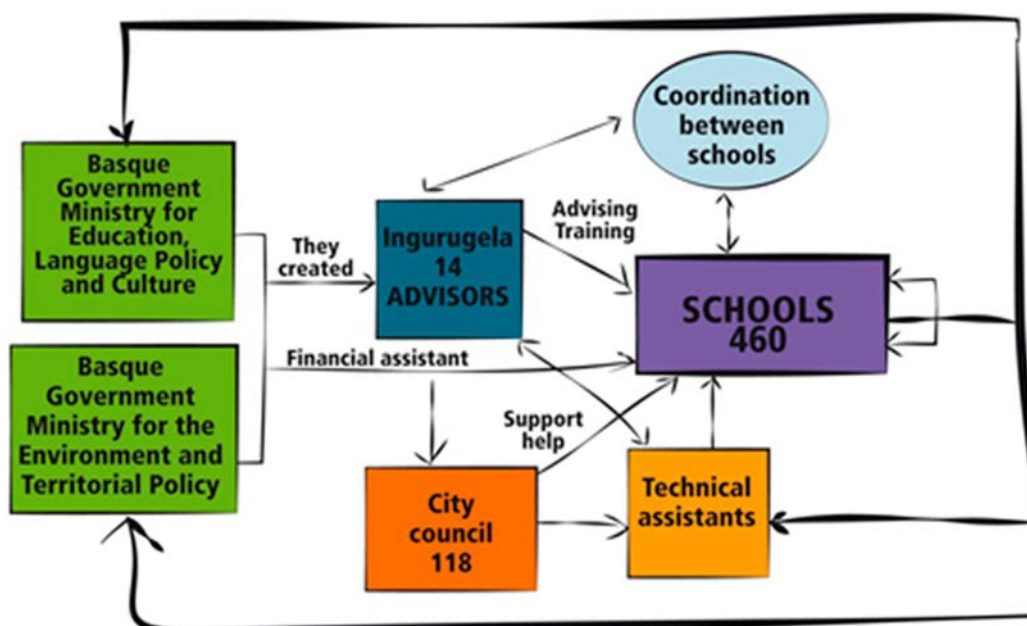 Basque
Government
Ministry for
Education,
Language Policy
and Culture
Basque
Government
Ministry for the
Environment and
Territorial Policy
They
created
Ingurugela
14
ADVISORS
Advising
Training
Coordination
between
schools
SCHOOLS
460
Financial assistant
Support
help
City
council
118
Technical
assistants